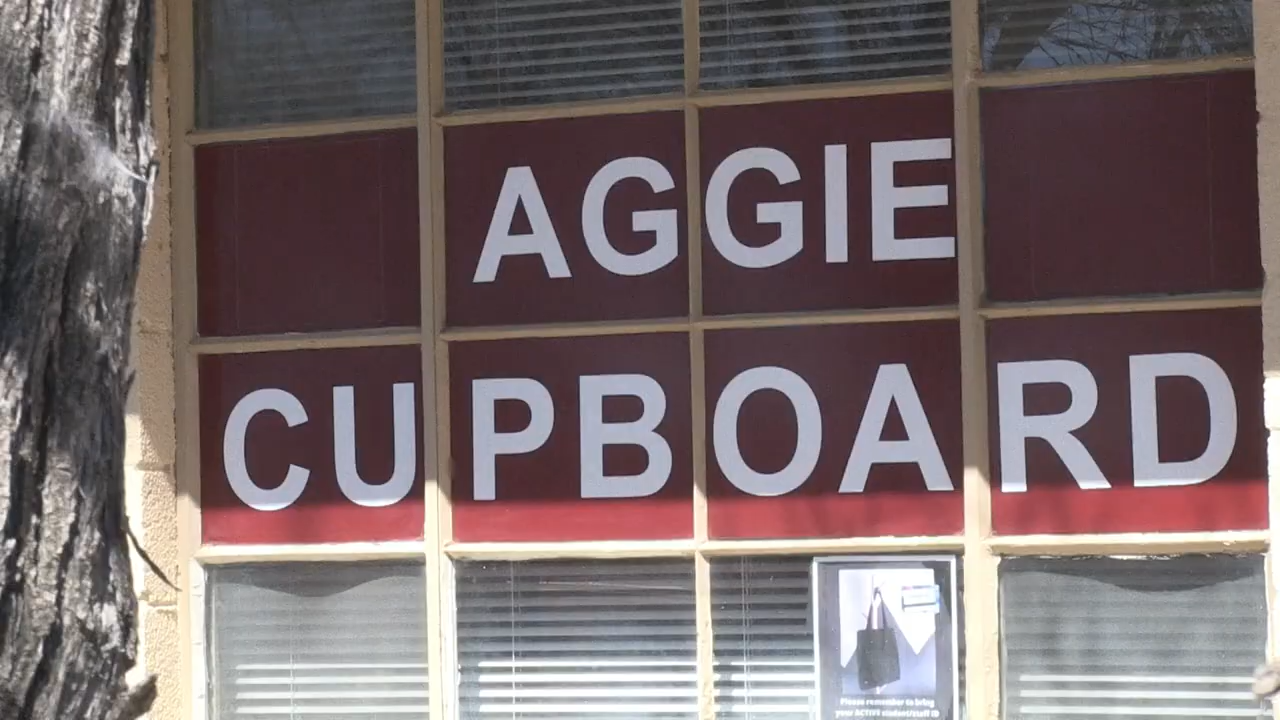 AGGIE
CUPBOARD
Please remember to bring
your ACTIVE student/staff ID